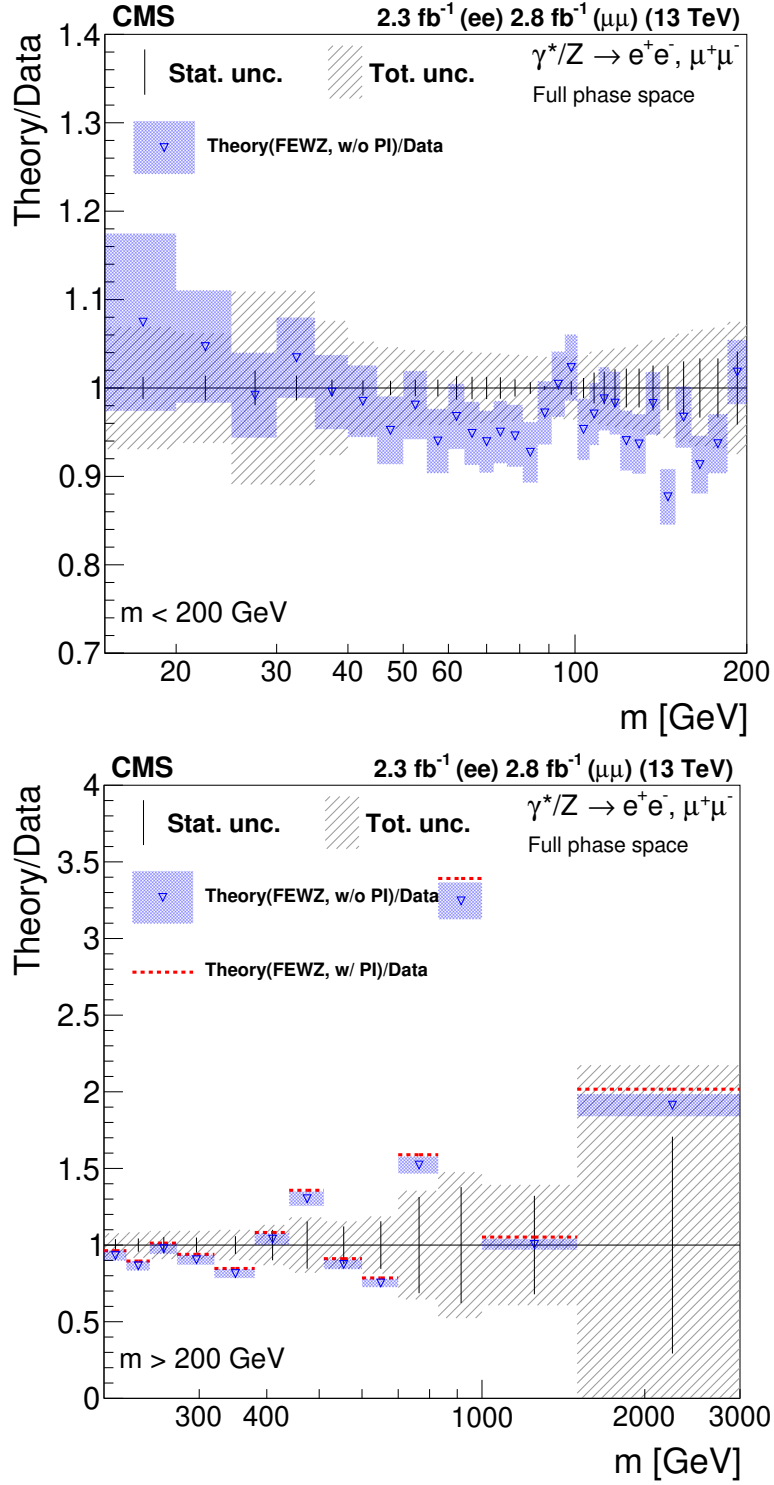 CMS 2.3 fb⁻¹ (ee) 2.8 fb⁻¹ (μμ) (13 TeV)
Theory/Data
1.4
1.3
1.2
1.1
1
0.9
0.8
0.7
Stat. unc. Tot. unc.
γ*/Z → e⁺e⁻, μ⁺μ⁻
Full phase space
Theory(FEWZ, w/o PI)/Data
m < 200 GeV
20 30 40 50 60 100 200
m [GeV]
CMS 2.3 fb⁻¹ (ee) 2.8 fb⁻¹ (μμ) (13 TeV)
Theory/Data
4
3.5
3
2.5
2
1.5
1
0.5
0
Stat. unc. Tot. unc.
γ*/Z → e⁺e⁻, μ⁺μ⁻
Full phase space
Theory(FEWZ, w/o PI)/Data
Theory(FEWZ, w/ PI)/Data
m > 200 GeV
300 400 1000 2000 3000
m [GeV]